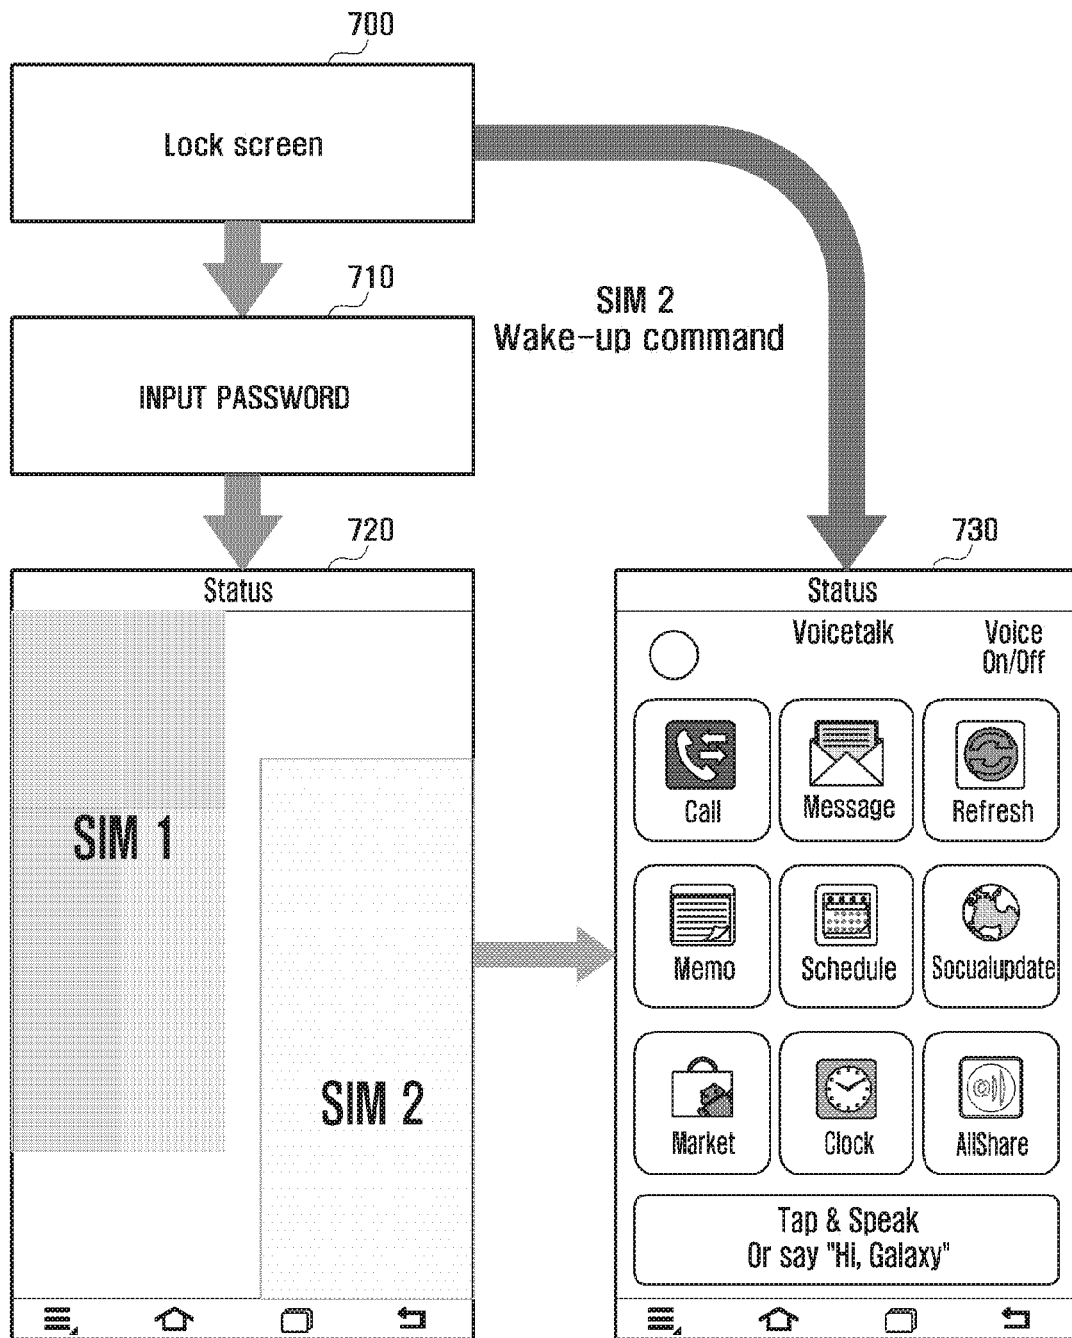 700
Lock screen
710
SIM 2
Wake-up command
INPUT PASSWORD
720
730
Status
SIM 1
SIM 2
Status
Voicetalk
Voice
On/Off
Call
Message
Refresh
Memo
Schedule
Socualupdate
Market
Clock
AllShare
Tap & Speak
Or say "Hi, Galaxy"